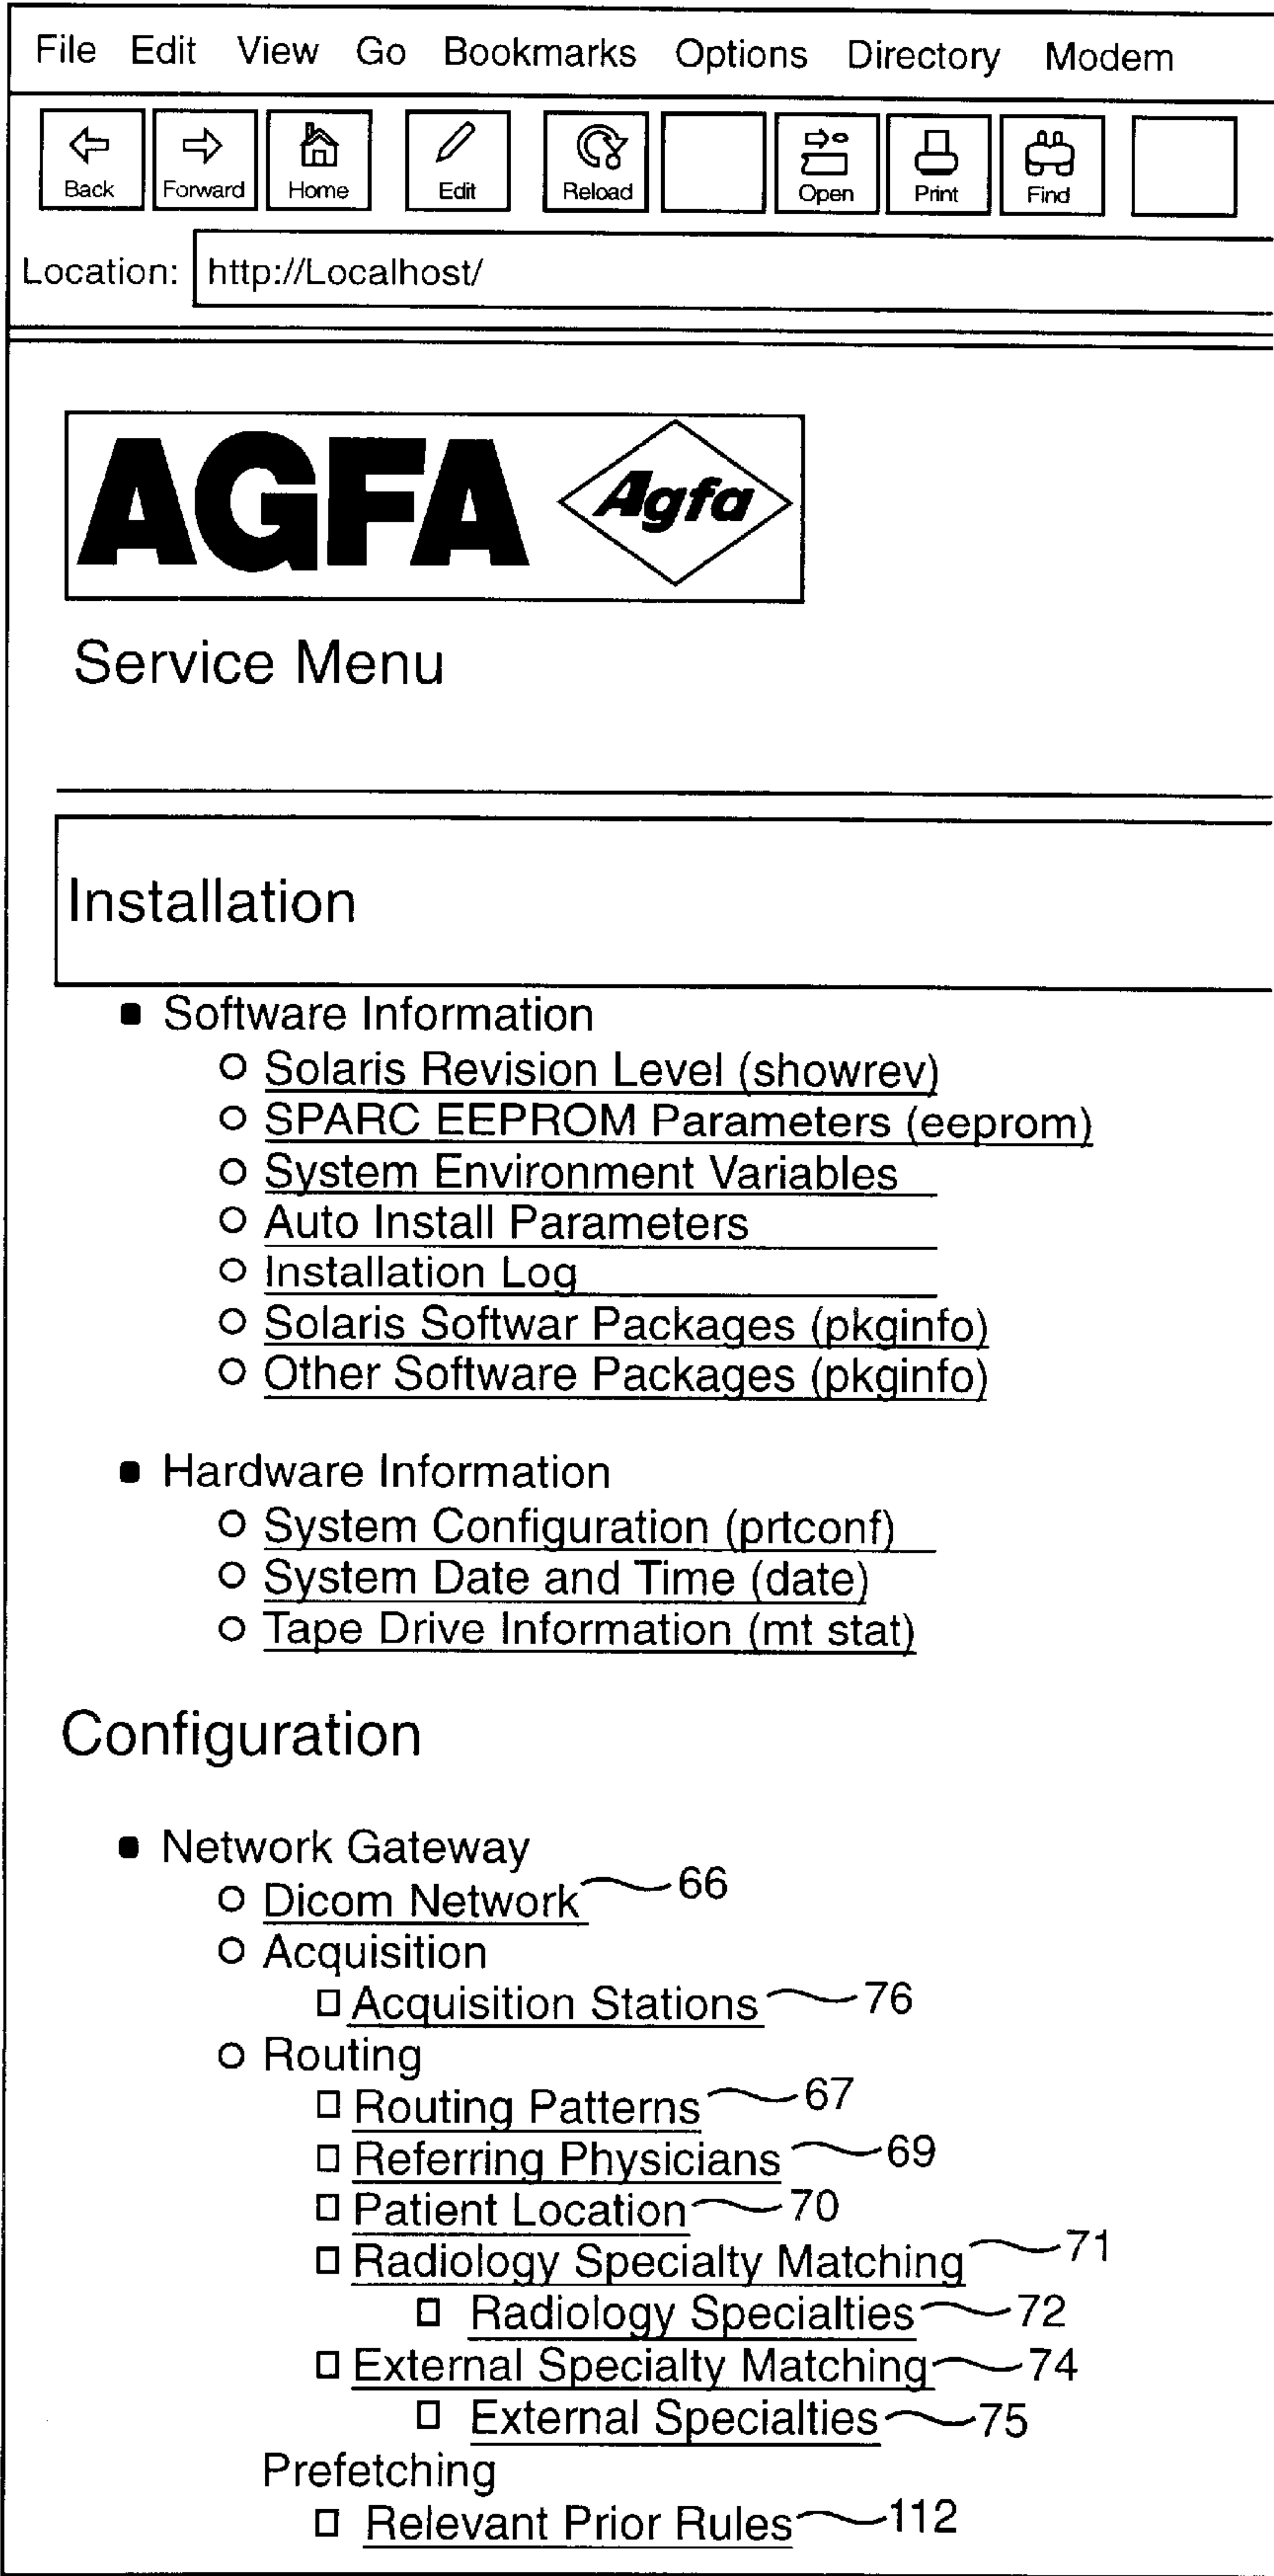 File Edit View Go Bookmarks Options Directory Modem
Back Forward Home Edit Reload Open Print Find
Location: http://Localhost/
AGFA Agfa
Service Menu
Installation
Software Information
Solaris Revision Level (showrev)
SPARC EEPROM Parameters (eeprom)
System Environment Variables
Auto Install Parameters
Installation Log
Solaris Softwar Packages (pkginfo)
Other Software Packages (pkginfo)
Hardware Information
System Configuration (prtconf)
System Date and Time (date)
Tape Drive Information (mt stat)
Configuration
Network Gateway
Dicom Network 66
Acquisition
Acquisition Stations 76
Routing
Routing Patterns 67
Referring Physicians 69
Patient Location 70
Radiology Specialty Matching 71
Radiology Specialties 72
External Specialty Matching 74
External Specialties 75
Prefetching
Relevant Prior Rules 112